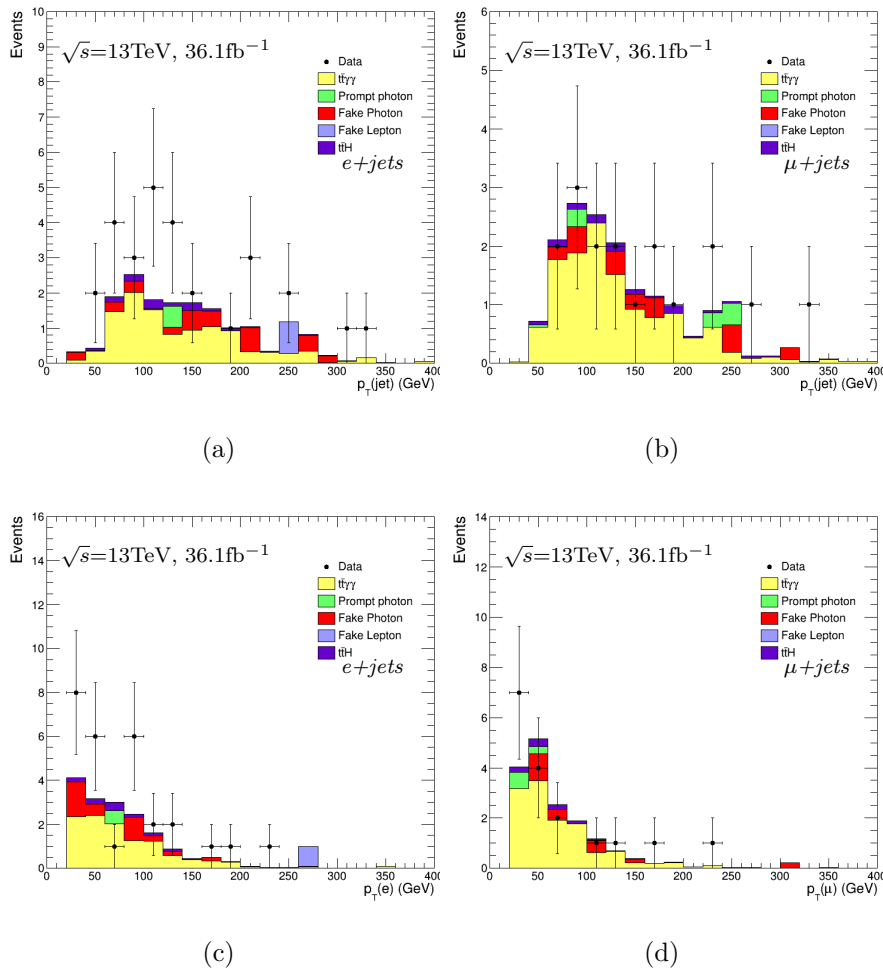 Events
10
9
8
7
6
5
4
3
2
1
0
√s=13TeV, 36.1fb⁻¹
Data
tt̄γγ
Prompt photon
Fake Photon
Fake Lepton
tt̄H
e+jets
0 50 100 150 200 250 300 350 400
p_T(jet) (GeV)
(a)
Events
6
5
4
3
2
1
0
√s=13TeV, 36.1fb⁻¹
Data
tt̄γγ
Prompt photon
Fake Photon
Fake Lepton
tt̄H
μ+jets
0 50 100 150 200 250 300 350 400
p_T(jet) (GeV)
(b)
Events
16
14
12
10
8
6
4
2
0
√s=13TeV, 36.1fb⁻¹
Data
tt̄γγ
Prompt photon
Fake Photon
Fake Lepton
tt̄H
e+jets
0 50 100 150 200 250 300 350 400
p_T(e) (GeV)
(c)
Events
14
12
10
8
6
4
2
0
√s=13TeV, 36.1fb⁻¹
Data
tt̄γγ
Prompt photon
Fake Photon
Fake Lepton
tt̄H
μ+jets
0 50 100 150 200 250 300 350 400
p_T(μ) (GeV)
(d)